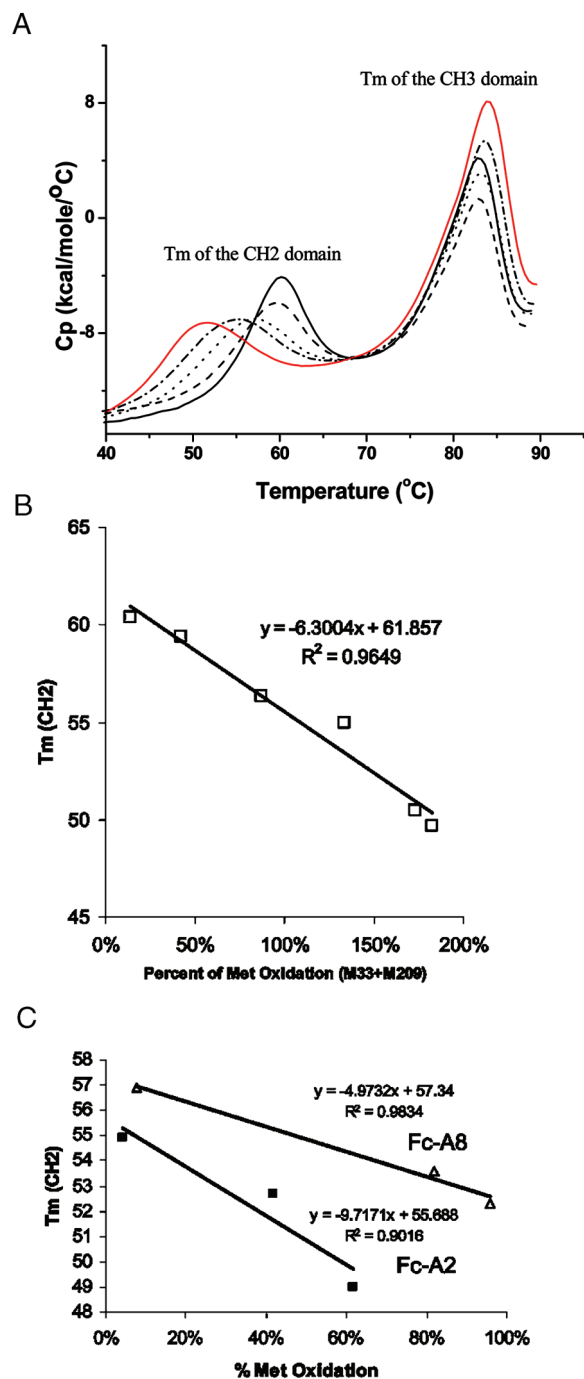 A
Tm of the CH3 domain
Tm of the CH2 domain
Cp (kcal/mole/°C)
8
0
-8
40 50 60 70 80 90
Temperature (°C)
B
65
60
55
50
45
Tm (CH2)
y = -6.3004x + 61.857
R² = 0.9649
0% 50% 100% 150% 200%
Percent of Met Oxidation (M33+M209)
C
58
57
56
55
54
53
52
51
50
49
48
Tm (CH2)
y = -4.9732x + 57.34
R² = 0.9834
Fc-A8
y = -9.7171x + 55.688
R² = 0.9016
Fc-A2
0% 20% 40% 60% 80% 100%
% Met Oxidation